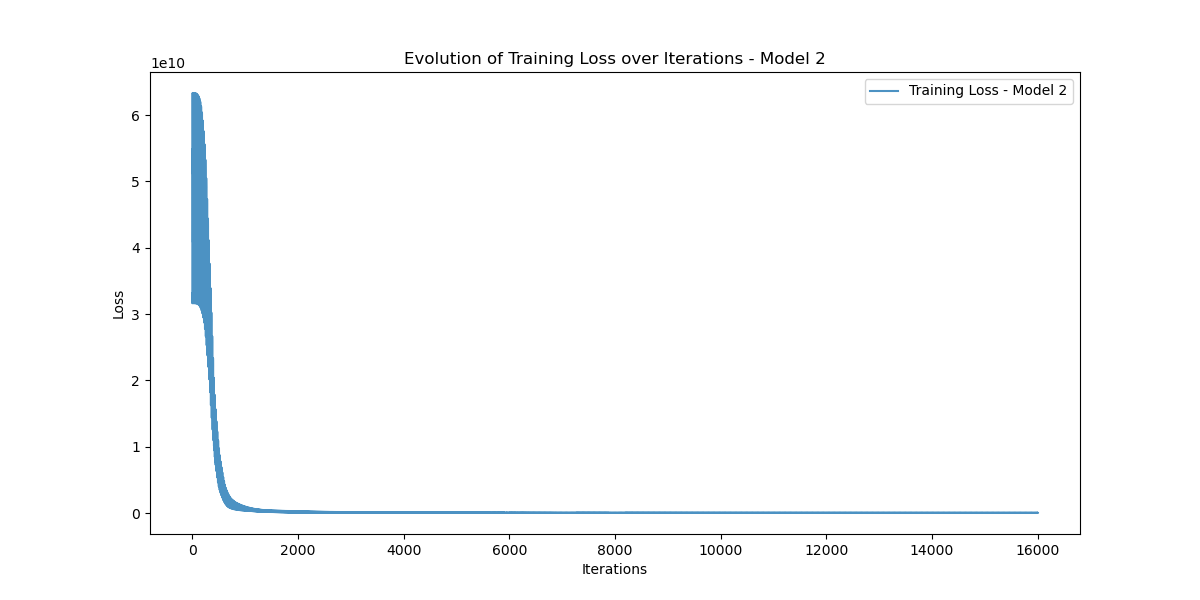 Evolution of Training Loss over Iterations - Model 2
1e10
Training Loss - Model 2
6
5
4
3
2
1
0
Loss
0 2000 4000 6000 8000 10000 12000 14000 16000
Iterations